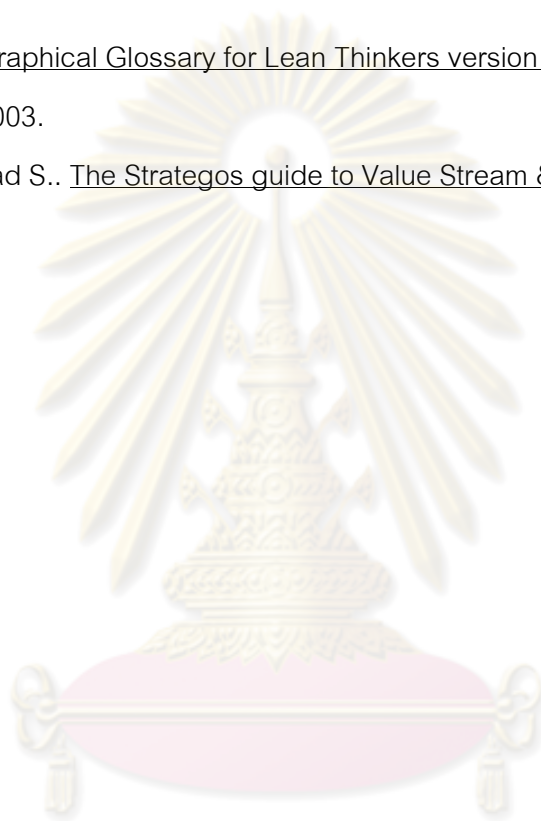 raphical Glossary for Lean Thinkers version
003.
ad S.. The Strategos guide to Value Stream &